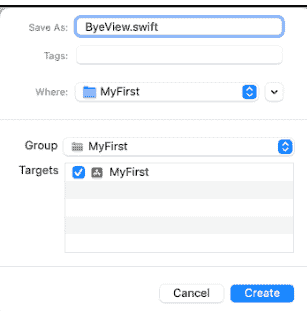 Save As: ByeView.swift
Tags:
Where: MyFirst
Group MyFirst
Targets MyFirst
Cancel Create